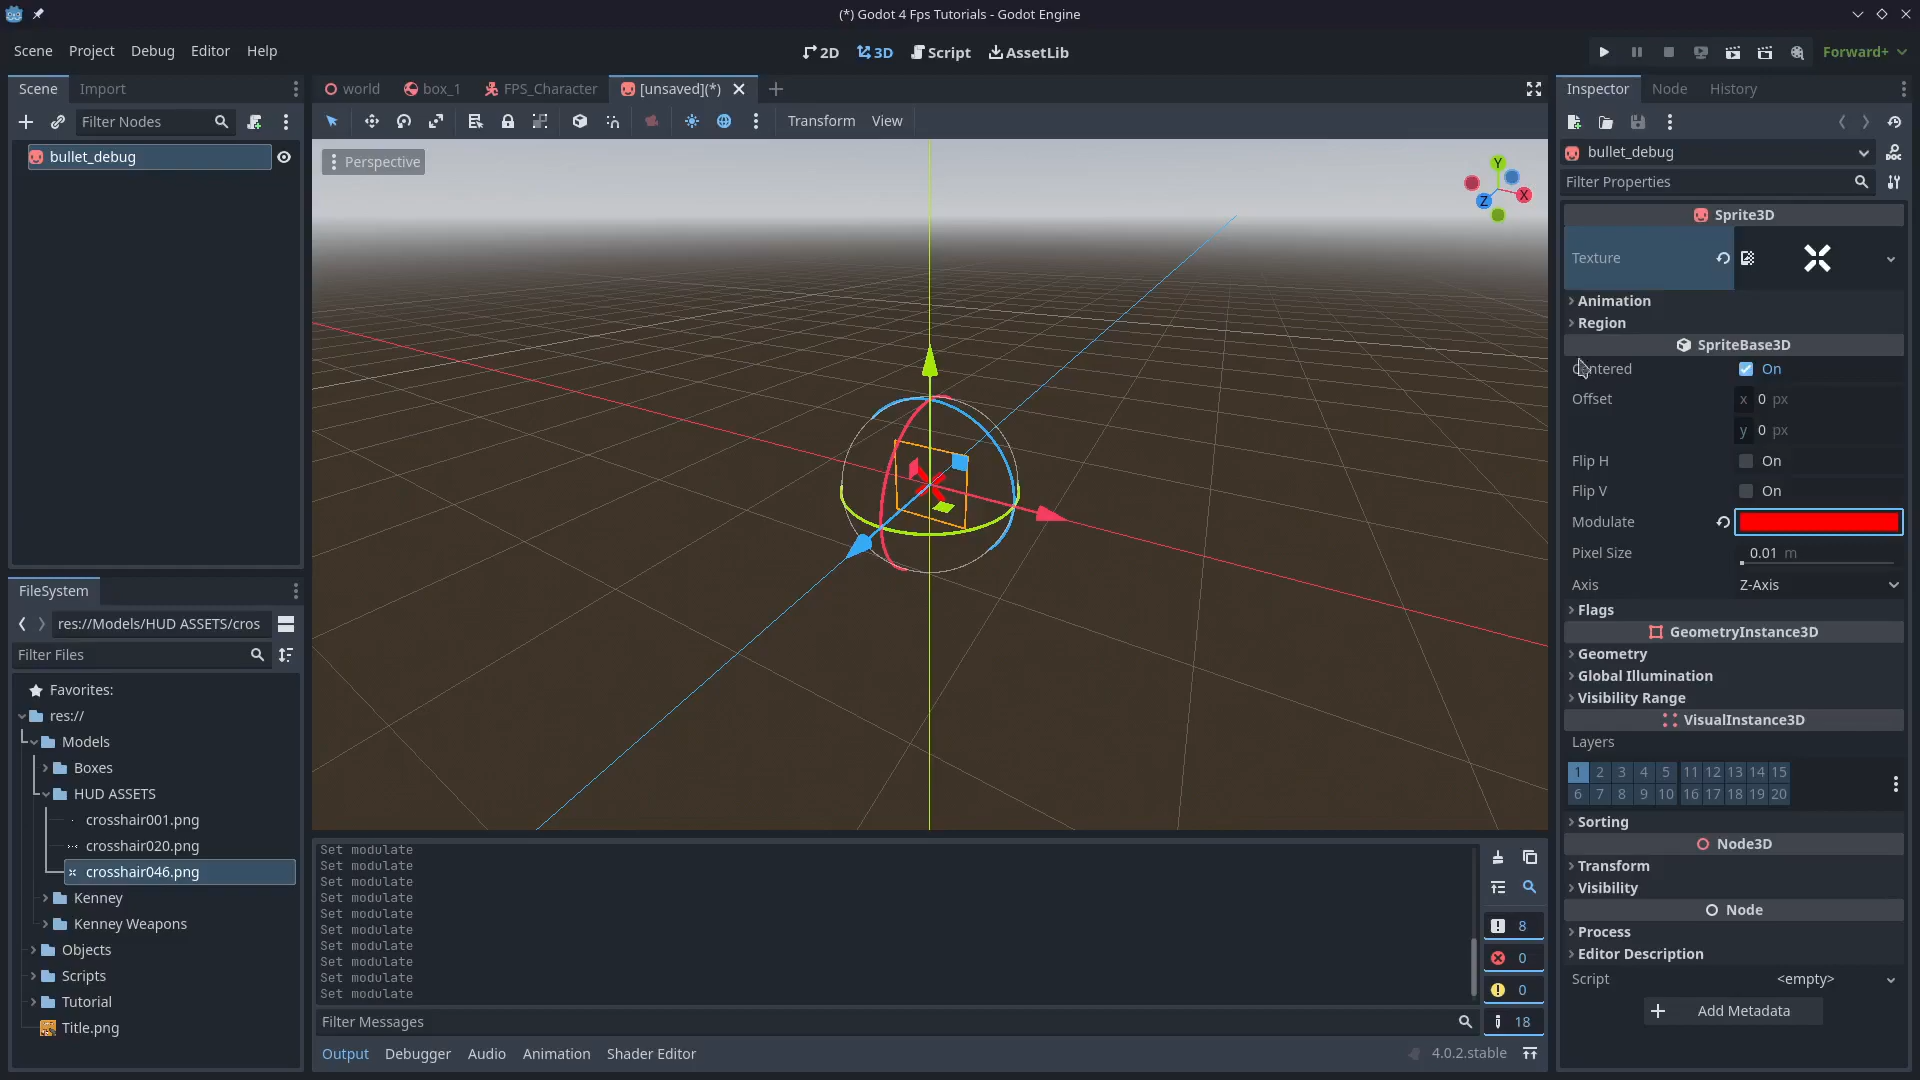 (*) Godot 4 Fps Tutorials - Godot Engine
Scene Project Debug Editor Help
2D 3D Script AssetLib
Forward+
Scene Import
Filter Nodes
bullet_debug
world box_1 FPS_Character [unsaved](*)
Transform View
Perspective
Y
X
Z
FileSystem
res://Models/HUD ASSETS/cros
Filter Files
Favorites:
res://
Models
Boxes
HUD ASSETS
crosshair001.png
crosshair020.png
crosshair046.png
Kenney
Kenney Weapons
Objects
Scripts
Tutorial
Title.png
Set modulate
Set modulate
Set modulate
Set modulate
Set modulate
Set modulate
Set modulate
Set modulate
Set modulate
Set modulate
8
0
0
18
Filter Messages
Output Debugger Audio Animation Shader Editor
4.0.2.stable
Inspector Node History
bullet_debug
DOC
Filter Properties
Sprite3D
Texture
Animation
Region
SpriteBase3D
Centered On
Offset x 0 px
y 0 px
Flip H On
Flip V On
Modulate
Pixel Size 0.01 m
Axis Z-Axis
Flags
GeometryInstance3D
Geometry
Global Illumination
Visibility Range
VisualInstance3D
Layers
1 2 3 4 5 11 12 13 14 15
6 7 8 9 10 16 17 18 19 20
Sorting
Node3D
Transform
Visibility
Node
Process
Editor Description
Script <empty>
Add Metadata